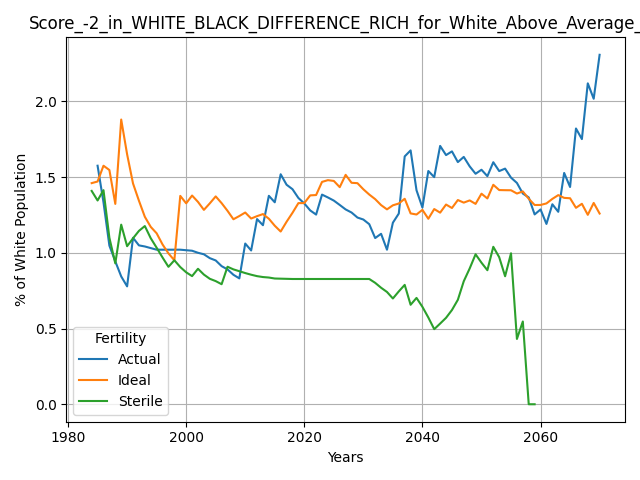 Score_-2_in_WHITE_BLACK_DIFFERENCE_RICH_for_White_Above_Average_
% of White Population
2.0
1.5
1.0
0.5
0.0
Fertility
Actual
Ideal
Sterile
1980
2000
2020
2040
2060
Years